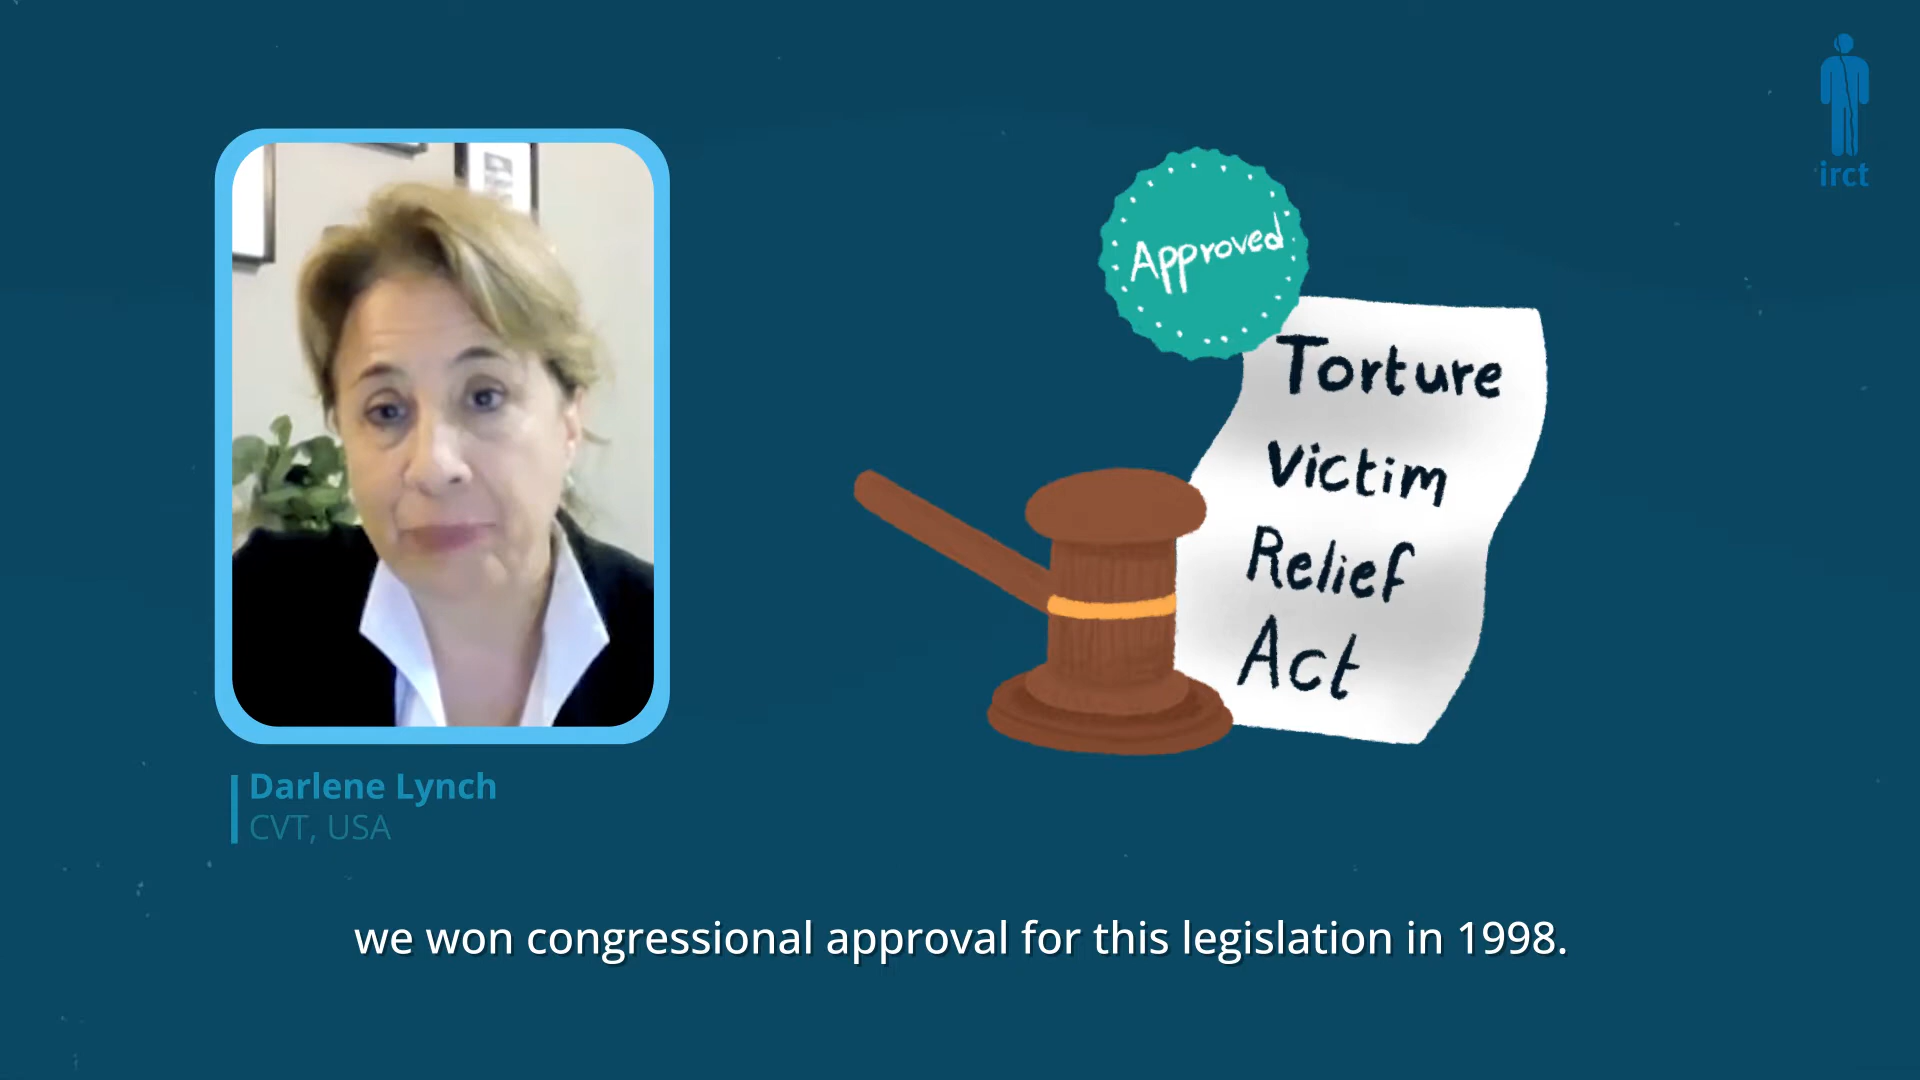 irct
Approved
Torture
Victim
Relief
Act
Darlene Lynch
CVT, USA
we won congressional approval for this legislation in 1998.